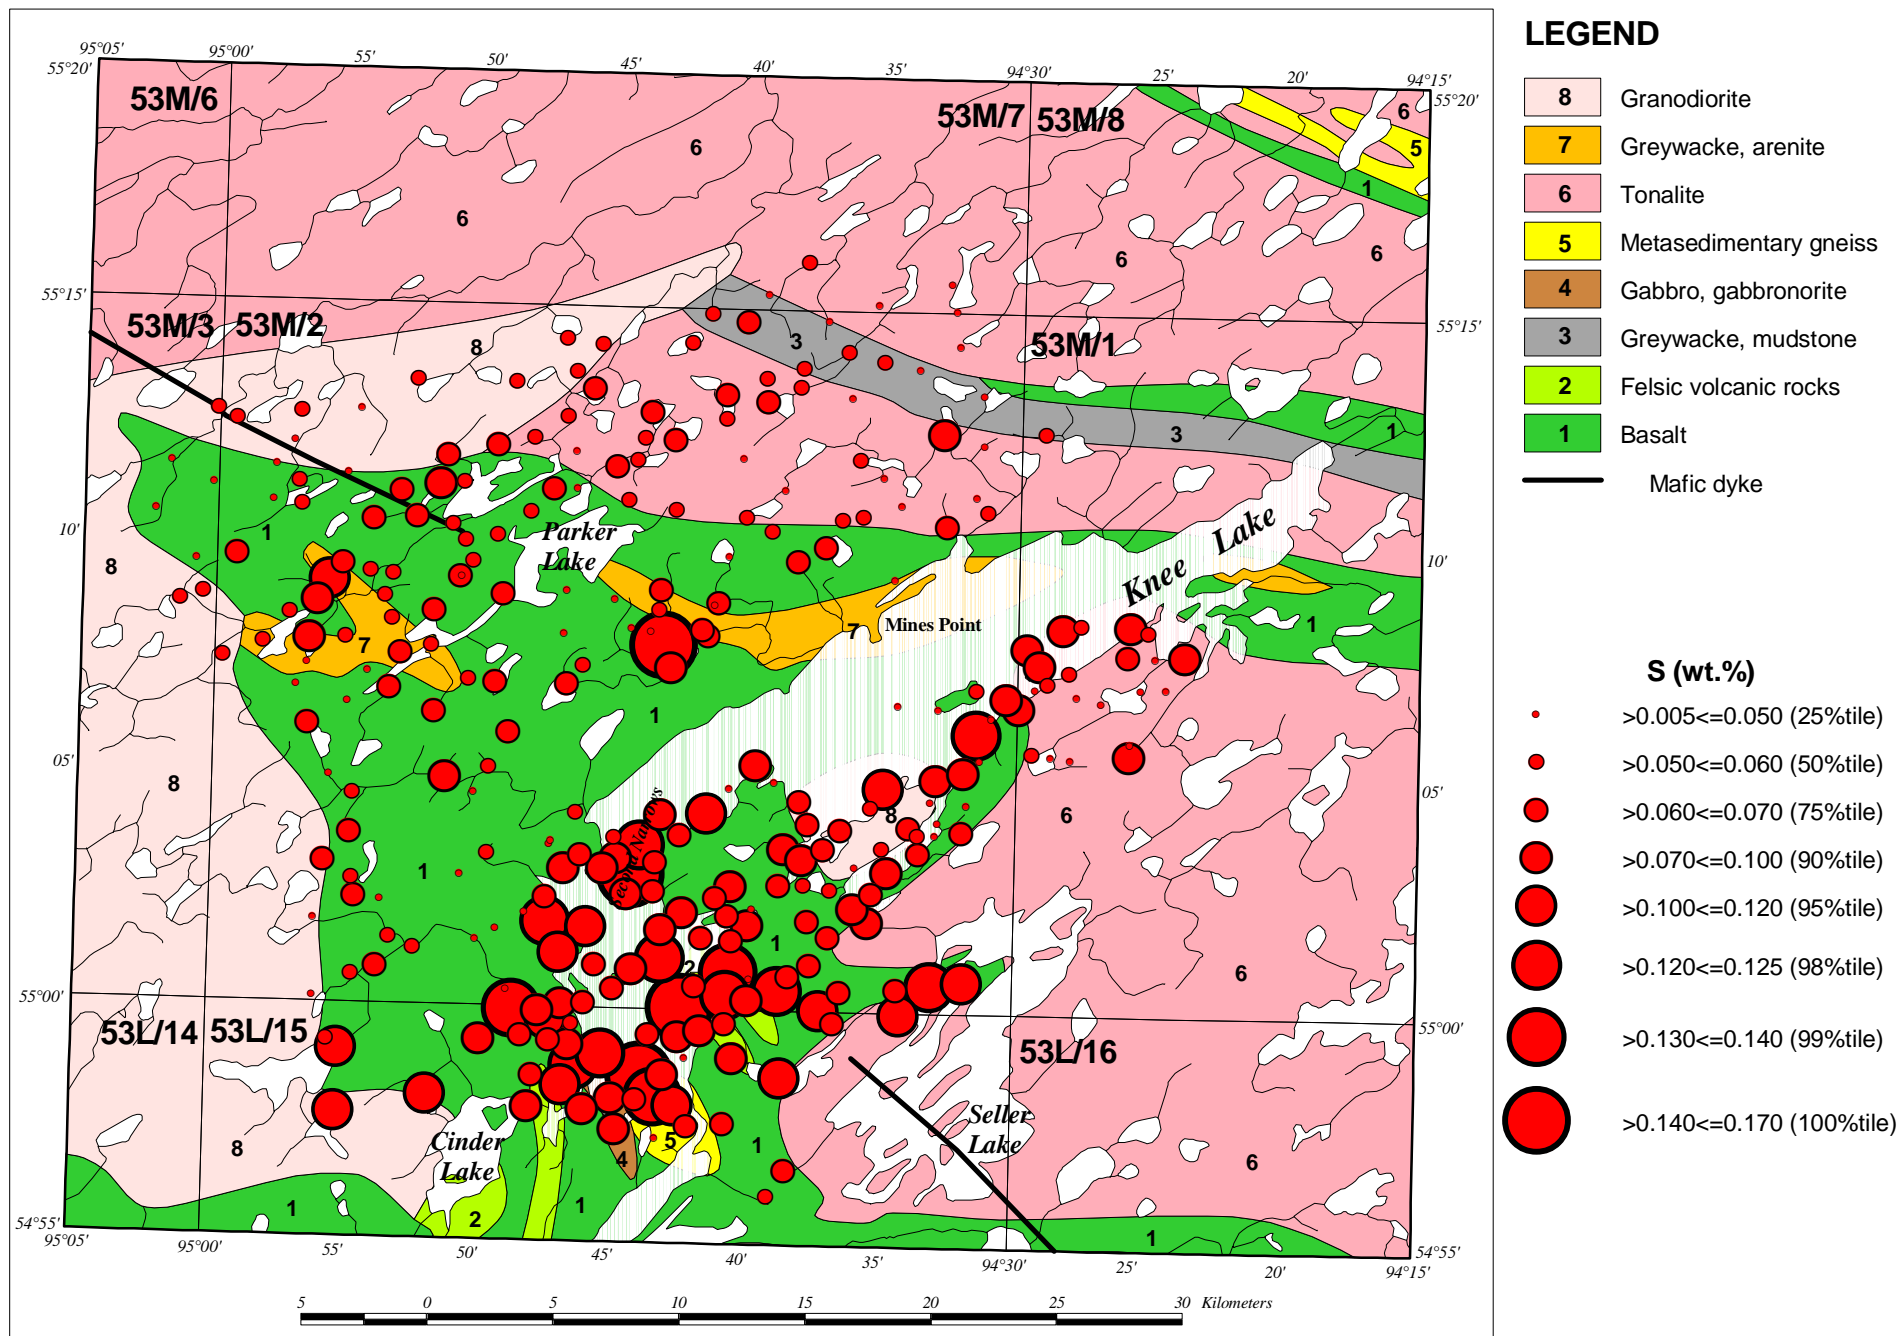 95°05'
95°00'
55'
50'
45'
40'
35'
94°30'
25'
20'
94°15'
55°20'
55°20'
53M/6
53M/7
53M/8
6
6
5
1
6
6
6
6
55°15'
55°15'
53M/3
53M/2
53M/1
8
3
3
1
10'
10'
1
Parker
Lake
Knee Lake
8
7
7
Mines Point
1
1
05'
05'
8
8
6
1
Second Narrows
1
2
6
55°00'
55°00'
53L/14
53L/15
53L/16
Cinder
Lake
Seller
Lake
8
4
5
1
6
1
2
1
1
54°55'
54°55'
95°05'
95°00'
55'
50'
45'
40'
35'
94°30'
25'
20'
94°15'
5 0 5 10 15 20 25 30 Kilometers
LEGEND
8 Granodiorite
7 Greywacke, arenite
6 Tonalite
5 Metasedimentary gneiss
4 Gabbro, gabbronorite
3 Greywacke, mudstone
2 Felsic volcanic rocks
1 Basalt
Mafic dyke
S (wt.%)
>0.005<=0.050 (25%tile)
>0.050<=0.060 (50%tile)
>0.060<=0.070 (75%tile)
>0.070<=0.100 (90%tile)
>0.100<=0.120 (95%tile)
>0.120<=0.125 (98%tile)
>0.130<=0.140 (99%tile)
>0.140<=0.170 (100%tile)